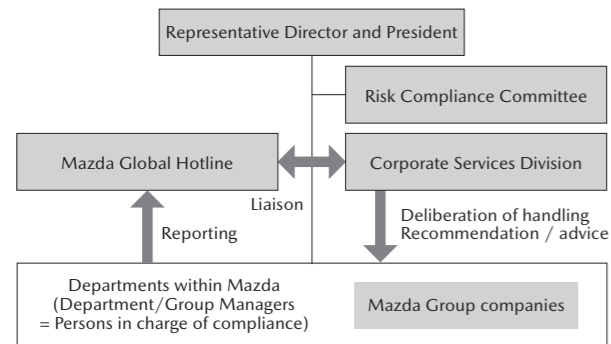 Representative Director and President
Risk Compliance Committee
Mazda Global Hotline
Corporate Services Division
Liaison
Reporting
Deliberation of handling
Recommendation / advice
Departments within Mazda
(Department/Group Managers
= Persons in charge of compliance)
Mazda Group companies